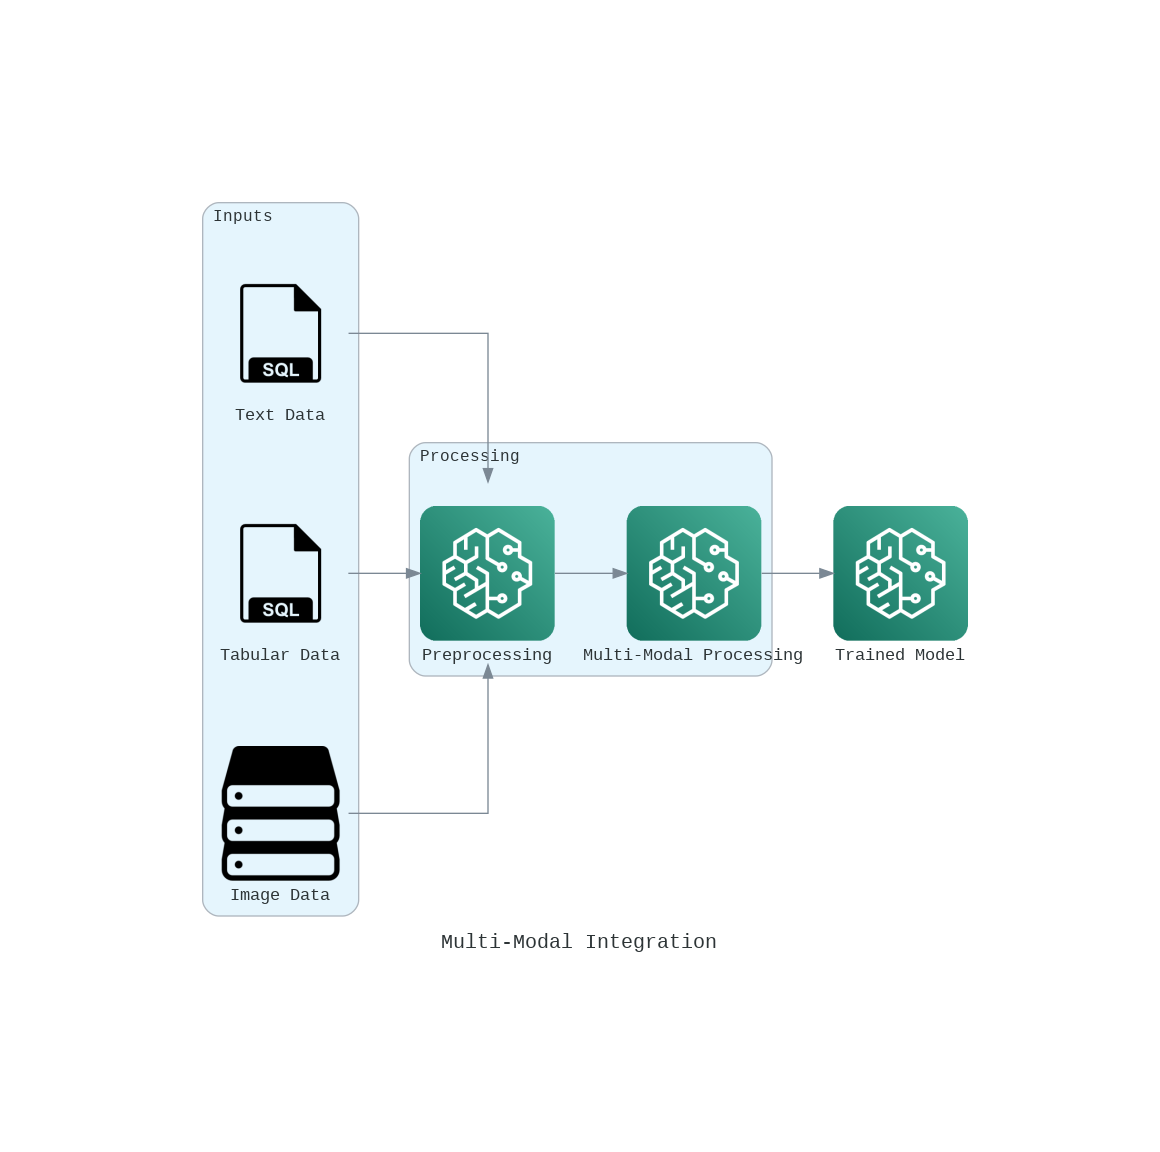 Inputs
SQL
Text Data
Processing
SQL
Tabular Data
Preprocessing
Multi-Modal Processing
Trained Model
Image Data
Multi-Modal Integration